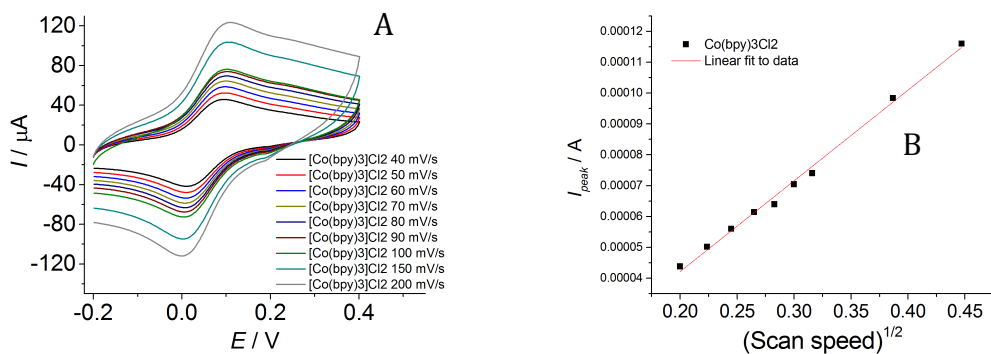 A
120
80
40
0
-40
-80
-120
I / μA
-0.2
0.0
0.2
0.4
E / V
[Co(bpy)3]Cl2 40 mV/s
[Co(bpy)3]Cl2 50 mV/s
[Co(bpy)3]Cl2 60 mV/s
[Co(bpy)3]Cl2 70 mV/s
[Co(bpy)3]Cl2 80 mV/s
[Co(bpy)3]Cl2 90 mV/s
[Co(bpy)3]Cl2 100 mV/s
[Co(bpy)3]Cl2 150 mV/s
[Co(bpy)3]Cl2 200 mV/s
B
0.00012
0.00011
0.00010
0.00009
0.00008
0.00007
0.00006
0.00005
0.00004
I_peak / A
Co(bpy)3Cl2
Linear fit to data
0.20
0.25
0.30
0.35
0.40
0.45
(Scan speed)^1/2